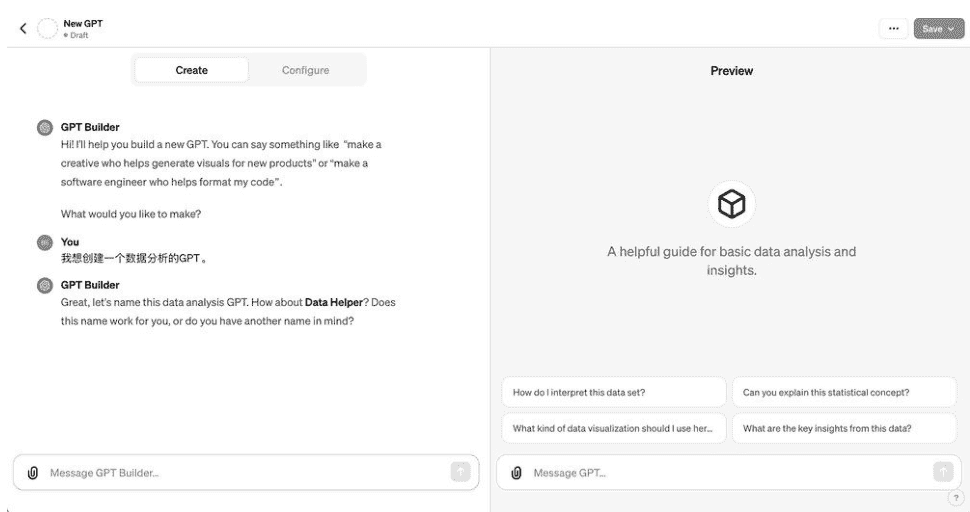 New GPT
Draft
Save
Create
Configure
Preview
GPT Builder
Hi! I'll help you build a new GPT. You can say something like "make a
creative who helps generate visuals for new products" or "make a
software engineer who helps format my code".
What would you like to make?
You
我想创建一个数据分析的GPT。
GPT Builder
Great, let's name this data analysis GPT. How about Data Helper? Does
this name work for you, or do you have another name in mind?
A helpful guide for basic data analysis and
insights.
How do I interpret this data set?
Can you explain this statistical concept?
What kind of data visualization should I use her...
What are the key insights from this data?
Message GPT Builder...
Message GPT...
?